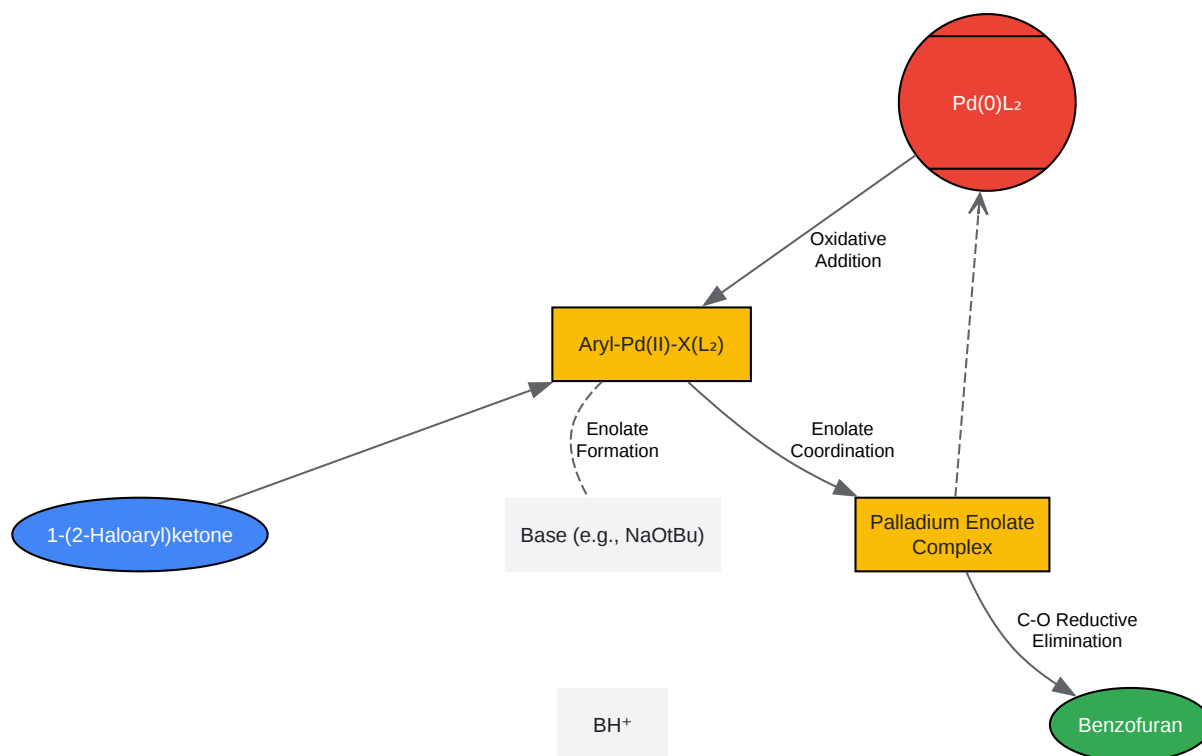 Pd(0)L₂
Oxidative
Addition
Aryl-Pd(II)-X(L₂)
Enolate
Formation
Enolate
Coordination
1-(2-Haloaryl)ketone
Base (e.g., NaOtBu)
Palladium Enolate
Complex
C-O Reductive
Elimination
BH⁺
Benzofuran